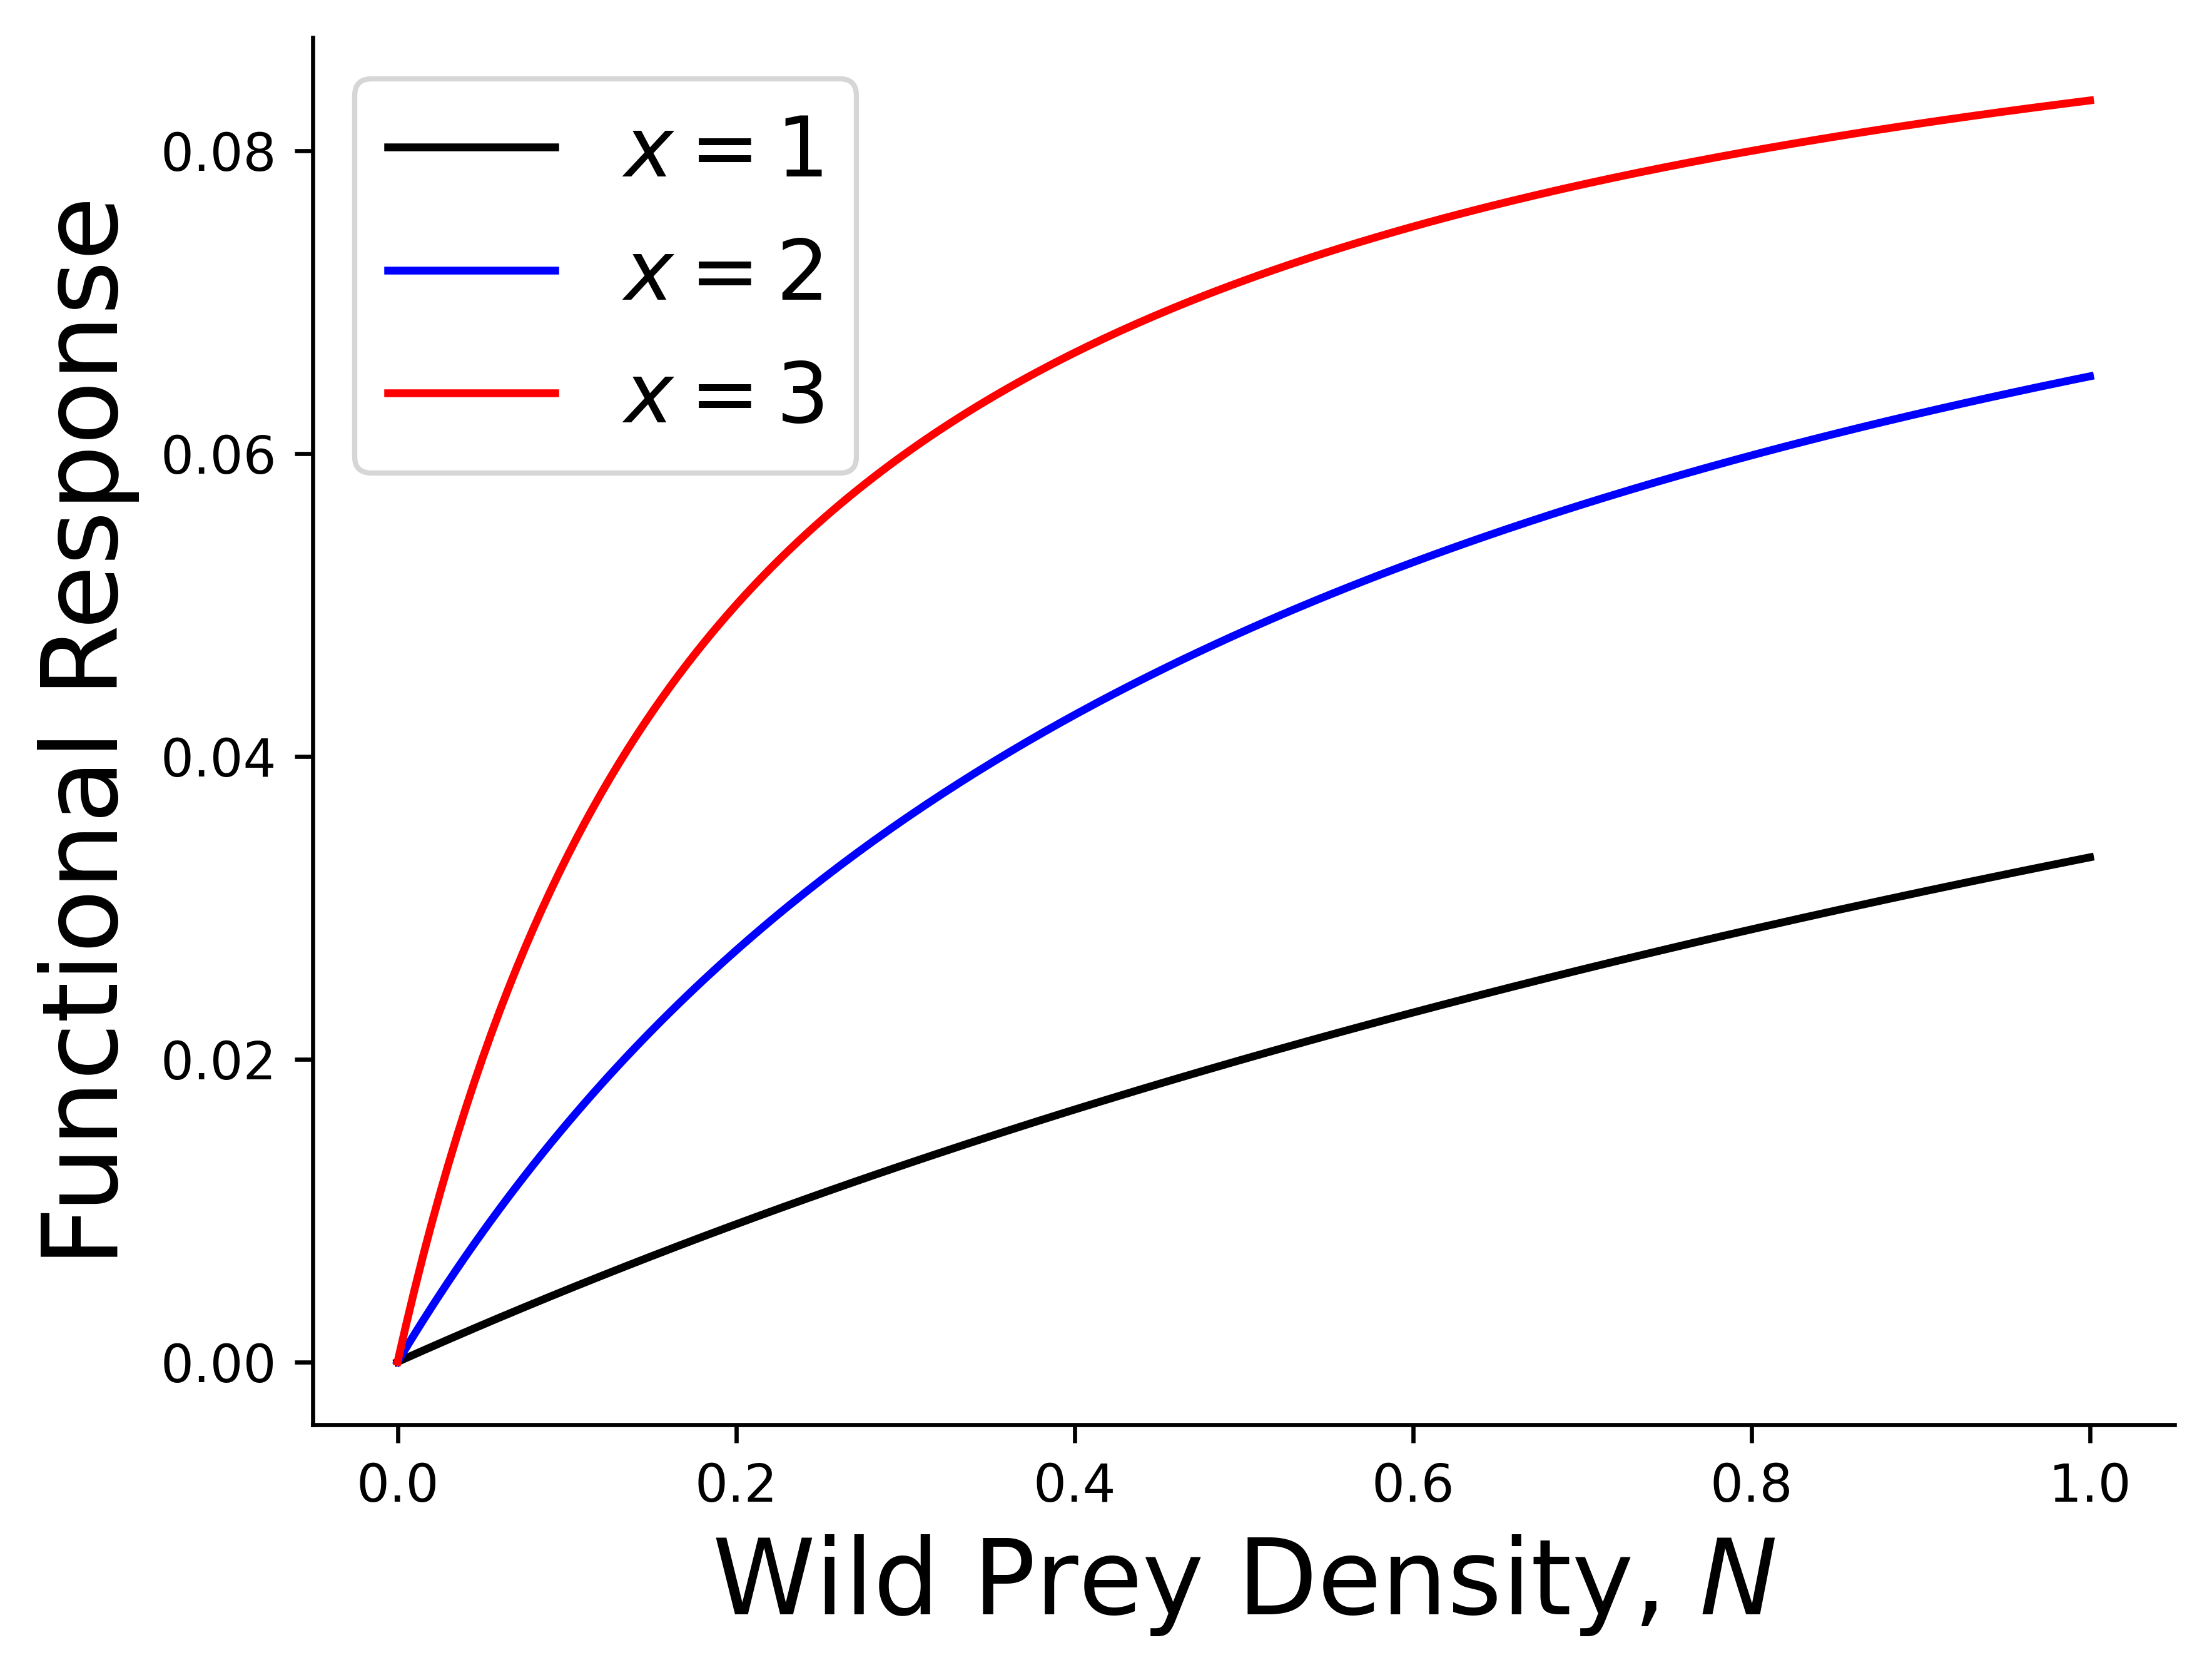 Functional Response
0.08
0.06
0.04
0.02
0.00
x = 1
x = 2
x = 3
0.0 0.2 0.4 0.6 0.8 1.0
Wild Prey Density, N